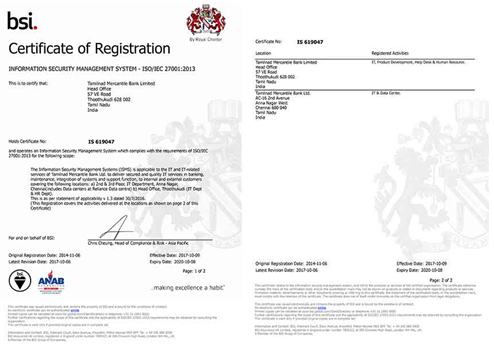 bsi.
By Royal Charter
Certificate of Registration
INFORMATION SECURITY MANAGEMENT SYSTEM - ISO/IEC 27001:2013
This is to certify that:
Tamilnad Mercantile Bank Limited
Head Office
57 VE Road
Thoothukudi 628 002
Tamil Nadu
India
Holds Certificate No:
IS 619047
and operates an Information Security Management System which complies with the requirements of ISO/IEC
27001:2013 for the following scope:
The Information Security Management Systems (ISMS) is applicable to the IT and IT-related
services of Tamilnad Mercantile Bank Ltd. to deliver secured and quality IT services in banking,
maintenance, integration of systems and support function, to internal and external customers
covering the following locations: a) 2nd & 3rd Floor, IT Department, Anna Nagar,
Chennai(includes Data centers at Reliance Data centre) b) Head Office, Thoothukudi (IT Dept
& HR Dept).
This is as per statement of applicability v 1.3 dated 30/7/2016.
(This Registration covers the activities delivered at the locations as shown on page 2 of this
Certificate)
For and on behalf of BSI:
Chris Cheung, Head of Compliance & Risk - Asia Pacific
Original Registration Date: 2014-11-06
Effective Date: 2017-10-09
Latest Revision Date: 2017-10-06
Expiry Date: 2020-10-08
Page: 1 of 2
bsi.
ANAB
...making excellence a habit.
Certificate No:
IS 619047
Location
Registered Activities
Tamilnad Mercantile Bank Limited
Head Office
57 VE Road
Thoothukudi 628 002
Tamil Nadu
India
IT, Product Development, Help Desk & Human Resource.
Tamilnad Mercantile Bank Ltd.
AC-16 2nd Avenue
Anna Nagar West
Chennai 600 040
Tamil Nadu
India
IT & Data Center.
Original Registration Date: 2014-11-06
Effective Date: 2017-10-09
Latest Revision Date: 2017-10-06
Expiry Date: 2020-10-08
Page: 2 of 2